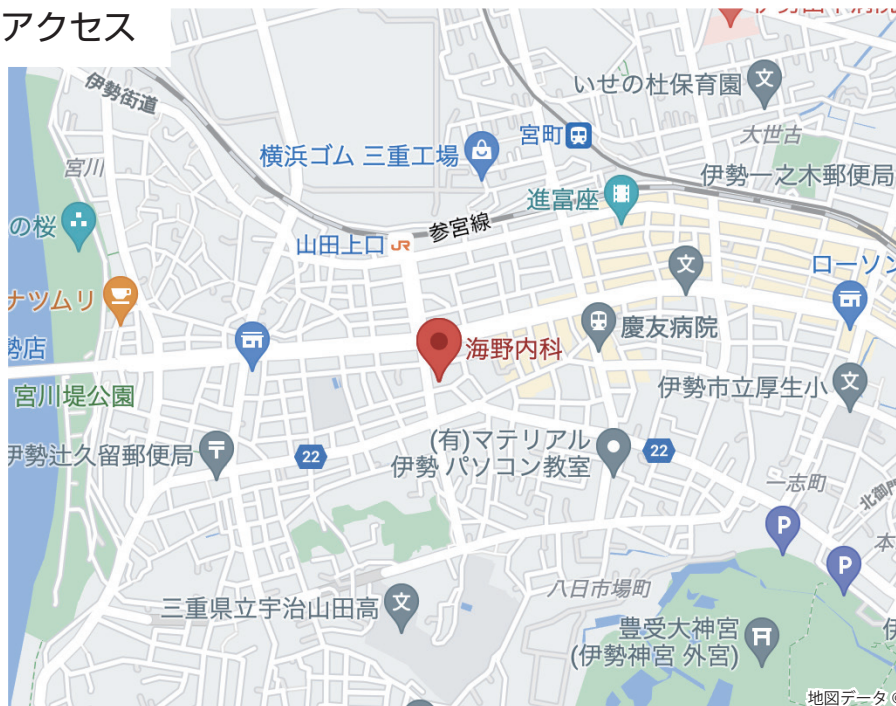 アクセス
伊勢街道
いせの杜保育園
文
宮町
大世古
横浜ゴム 三重工場
宮川
伊勢一之木郵便局
進富座
の桜
参宮線
山田上口
JR
文
ローソン
ナツムリ
慶友病院
海野内科
勢店
宮川堤公園
伊勢市立厚生小
文
(有)マテリアル
伊勢 パソコン教室
伊勢辻久留郵便局
22
22
一志町
北御門
P
本
P
八日市場町
三重県立宇治山田高
文
豊受大神宮
(伊勢神宮 外宮)
地図データ ©